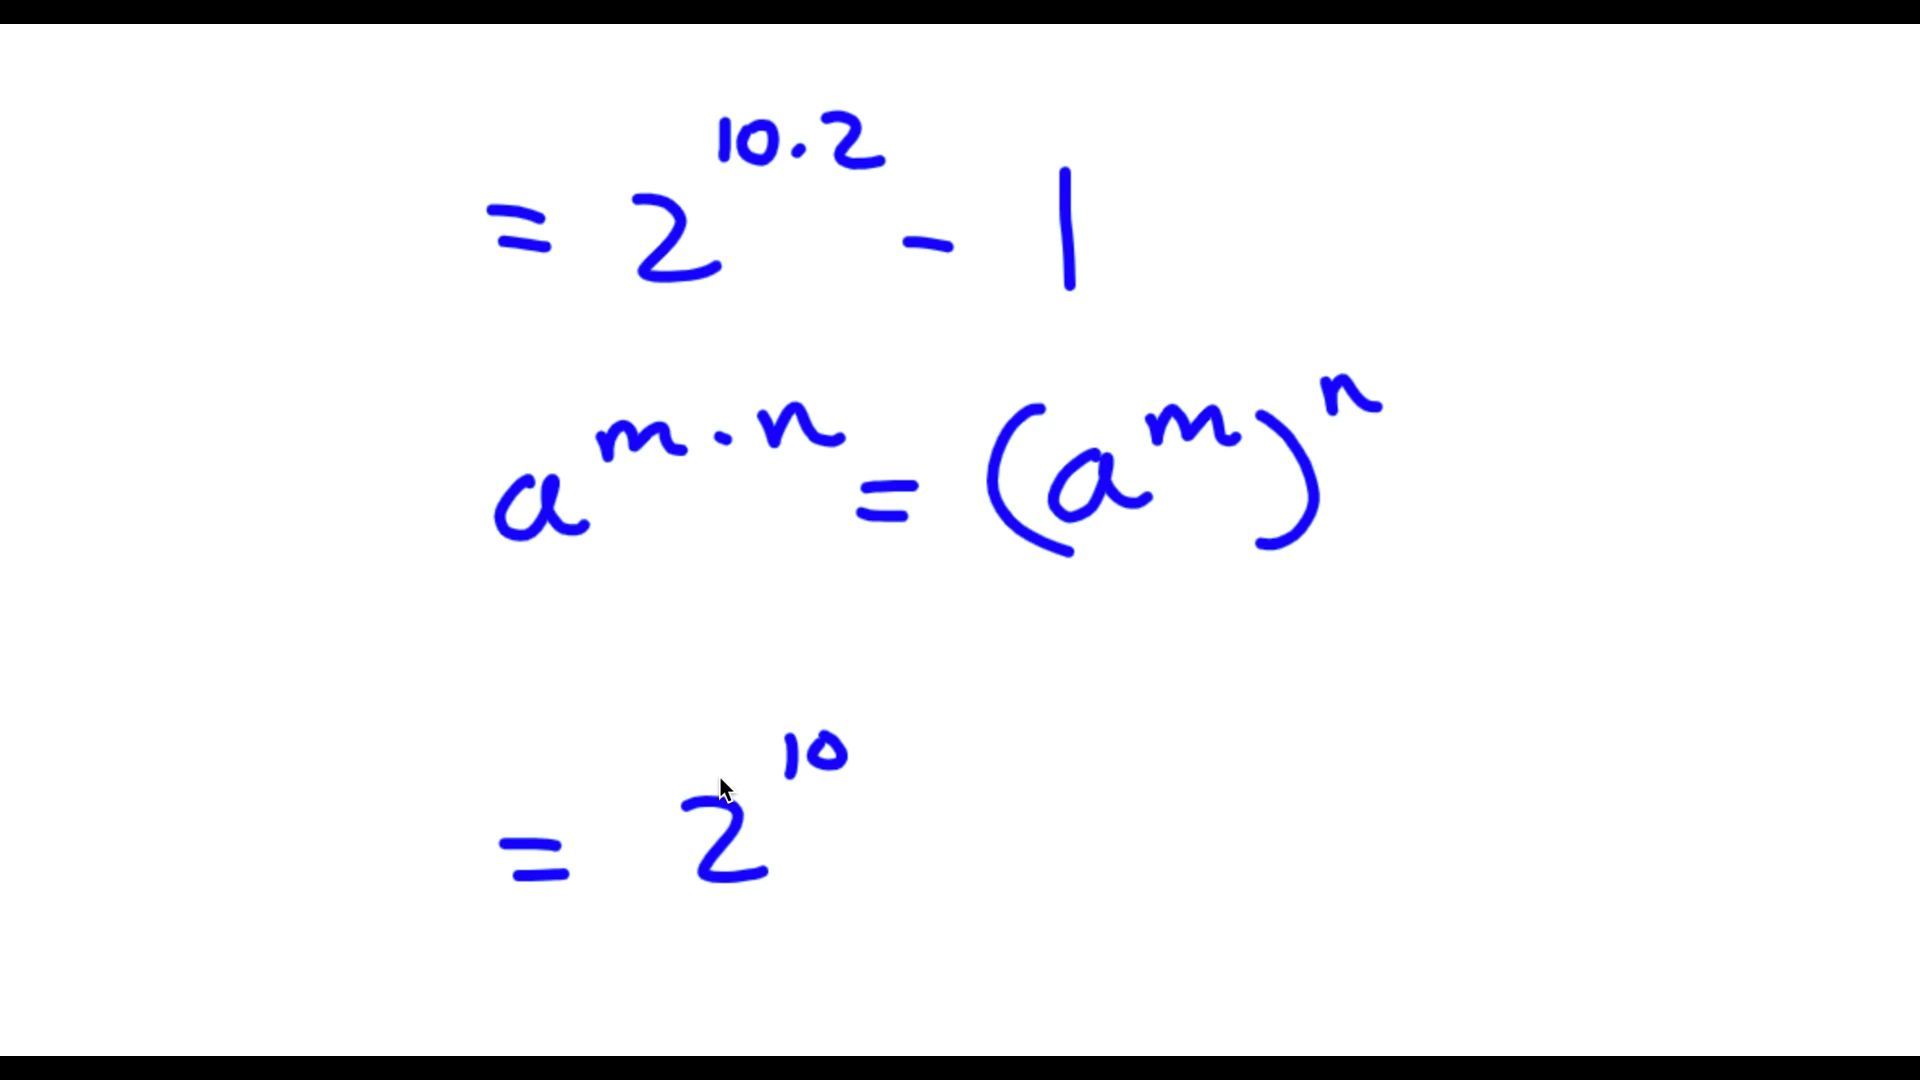 = 2^{10.2} - 1
a^{m·n} = (a^m)^n
= 2^{10}